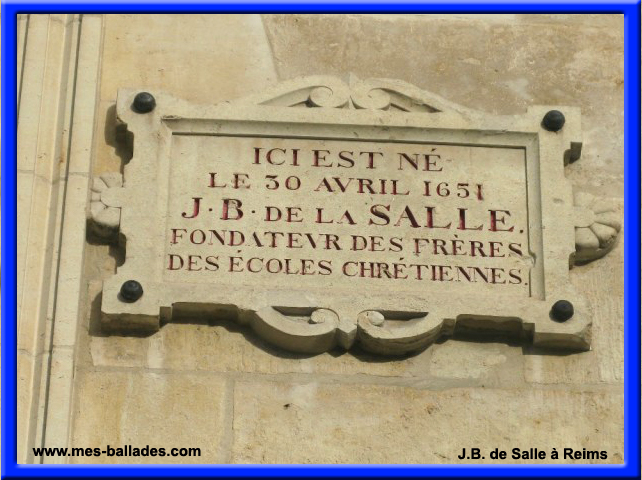 ICI EST NÉ
LE 30 AVRIL 1651
J·B·DE LA SALLE.
FONDATEVR DES FRÈRES
DES ÉCOLES CHRÉTIENNES.
www.mes-ballades.com
J.B. de Salle à Reims